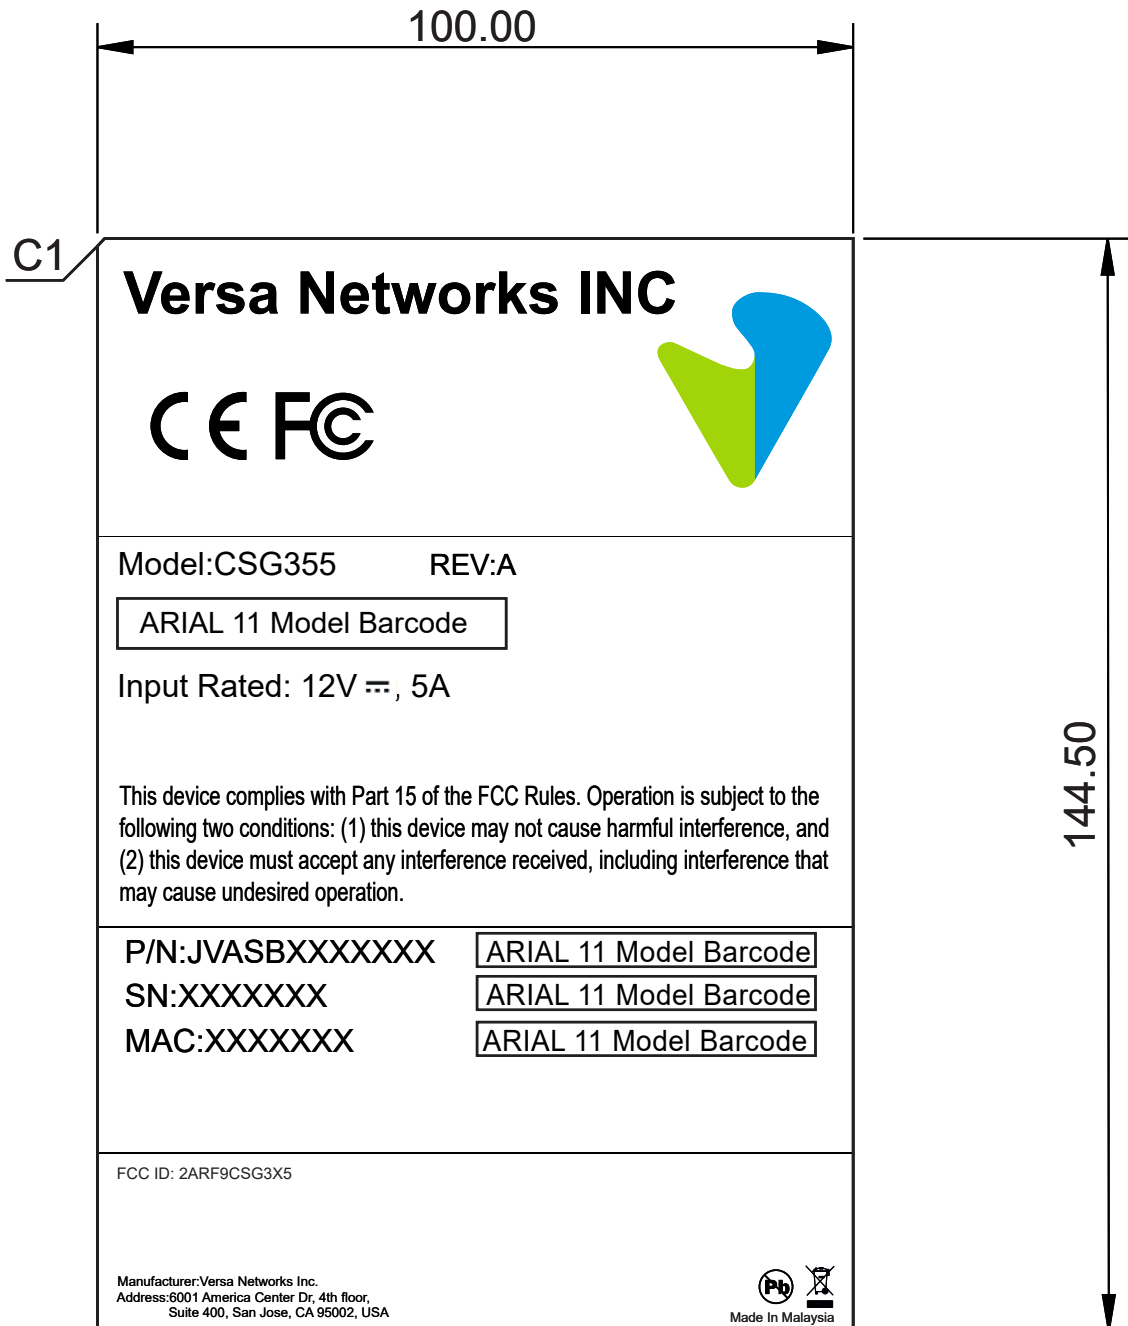 100.00
C1
Versa Networks INC
CE FC
Model:CSG355 REV:A
ARIAL 11 Model Barcode
Input Rated: 12V ⎓, 5A
144.50
This device complies with Part 15 of the FCC Rules. Operation is subject to the
following two conditions: (1) this device may not cause harmful interference, and
(2) this device must accept any interference received, including interference that
may cause undesired operation.
P/N:JVASBXXXXXXX ARIAL 11 Model Barcode
SN:XXXXXXX ARIAL 11 Model Barcode
MAC:XXXXXXX ARIAL 11 Model Barcode
FCC ID: 2ARF9CSG3X5
Manufacturer:Versa Networks Inc.
Address:6001 America Center Dr, 4th floor,
Suite 400, San Jose, CA 95002, USA
Pb
Made In Malaysia